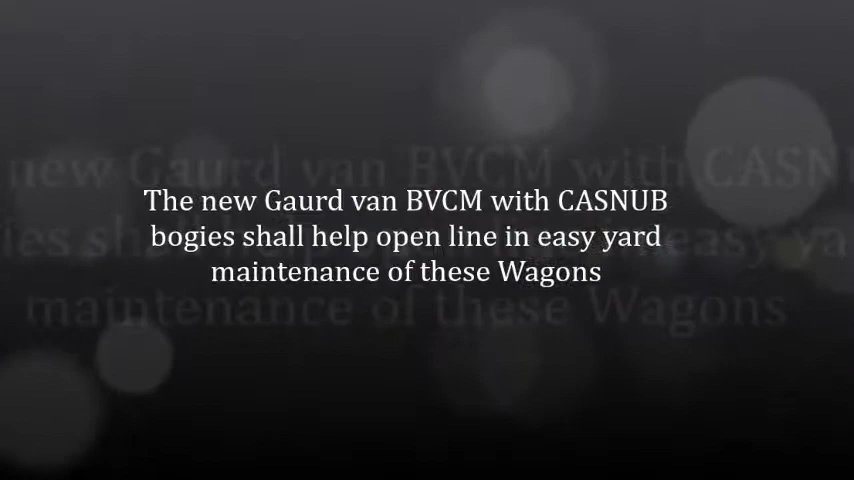 The new Gaurd van BVCM with CASNUB
bogies shall help open line in easy yard
maintenance of these Wagons